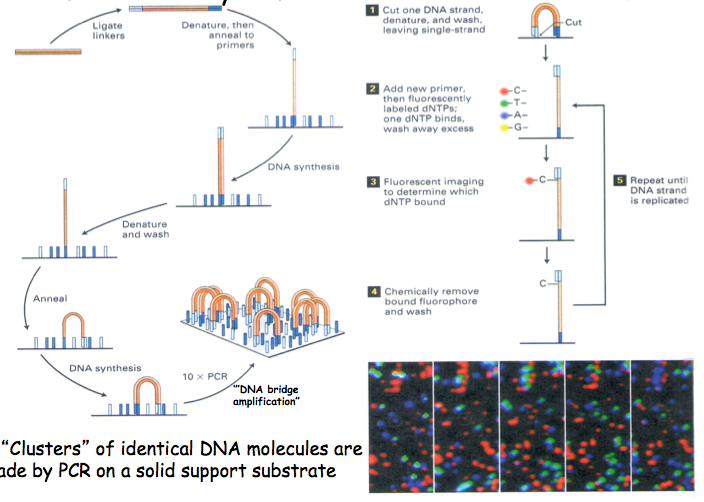 Ligate
linkers
Denature, then
anneal to
primers
DNA synthesis
Denature
and wash
Anneal
DNA synthesis
10 × PCR
"“DNA bridge
amplification”
“Clusters” of identical DNA molecules are
ade by PCR on a solid support substrate
1 Cut one DNA strand,
denature, and wash,
leaving single-strand
Cut
2 Add new primer,
then fluorescently
labeled dNTPs;
one dNTP binds,
wash away excess
C–
T–
A–
G–
3 Fluorescent imaging
to determine which
dNTP bound
C
4 Chemically remove
bound fluorophore
and wash
C
5 Repeat until
DNA strand
is replicated